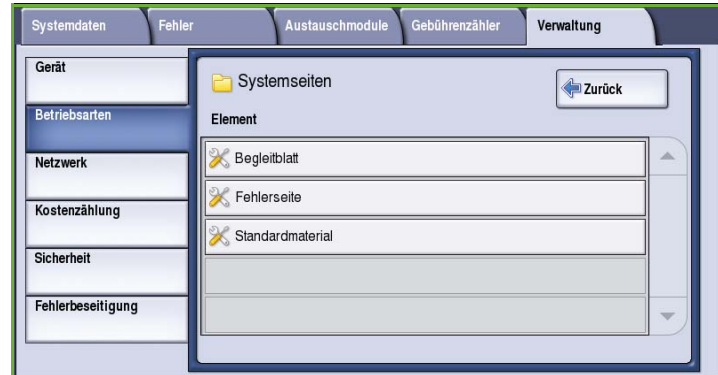 Systemdaten Fehler Austauschmodule Gebührenzähler Verwaltung
Gerät
Betriebsarten
Netzwerk
Kostenzählung
Sicherheit
Fehlerbeseitigung
Systemseiten
Zurück
Element
Begleitblatt
Fehlerseite
Standardmaterial